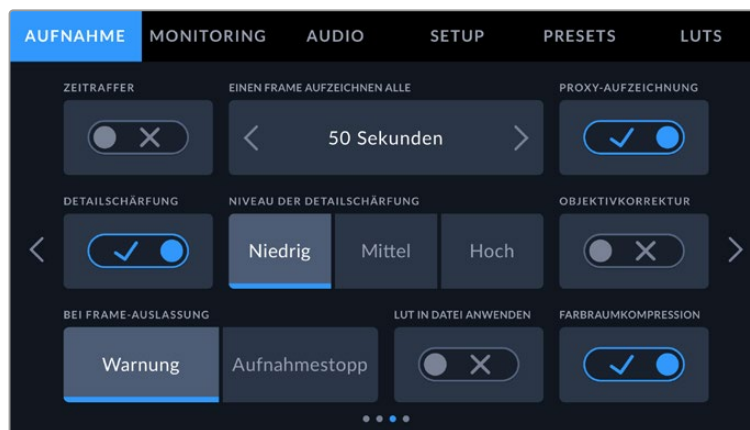 AUFNAHME MONITORING AUDIO SETUP PRESETS LUTS
ZEITRAFFER EINEN FRAME AUFZEICHNEN ALLE PROXY-AUFZEICHNUNG
50 Sekunden
DETAILSCHÄRFUNG NIVEAU DER DETAILSCHÄRFUNG OBJEKTIVKORREKTUR
Niedrig Mittel Hoch
BEI FRAME-AUSLASSUNG LUT IN DATEI ANWENDEN FARBRAUMKOMPRESSION
Warnung Aufnahmestopp